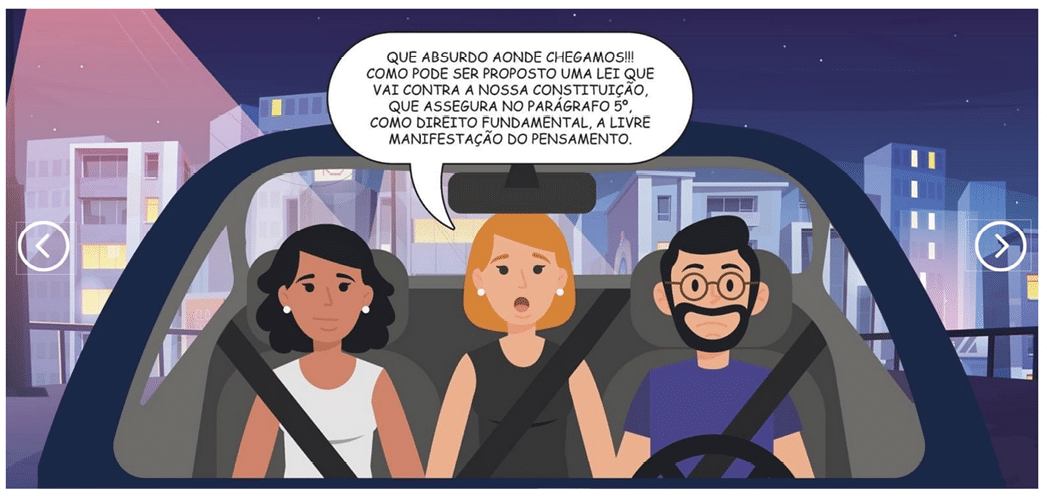 QUE ABSURDO AONDE CHEGAMOS!!!
COMO PODE SER PROPOSTO UMA LEI QUE
VAI CONTRA A NOSSA CONSTITUIÇÃO,
QUE ASSEGURA NO PARÁGRAFO 5º,
COMO DIREITO FUNDAMENTAL, A LIVRE
MANIFESTAÇÃO DO PENSAMENTO.